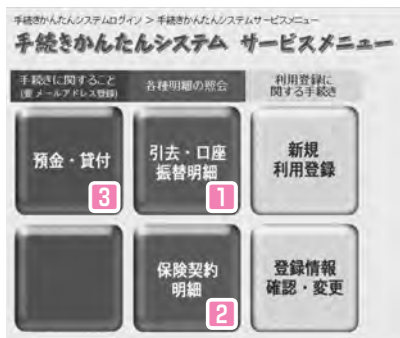 手続きかんたんシステムログイン > 手続きかんたんシステムサービスメニュー
手続きかんたんシステム サービスメニュー
手続きに関すること
(要 メールアドレス登録)
各種明細の照会
利用登録に
関する手続き
預金・貸付
3
引去・口座
振替明細
1
新規
利用登録
保険契約
明細
2
登録情報
確認・変更